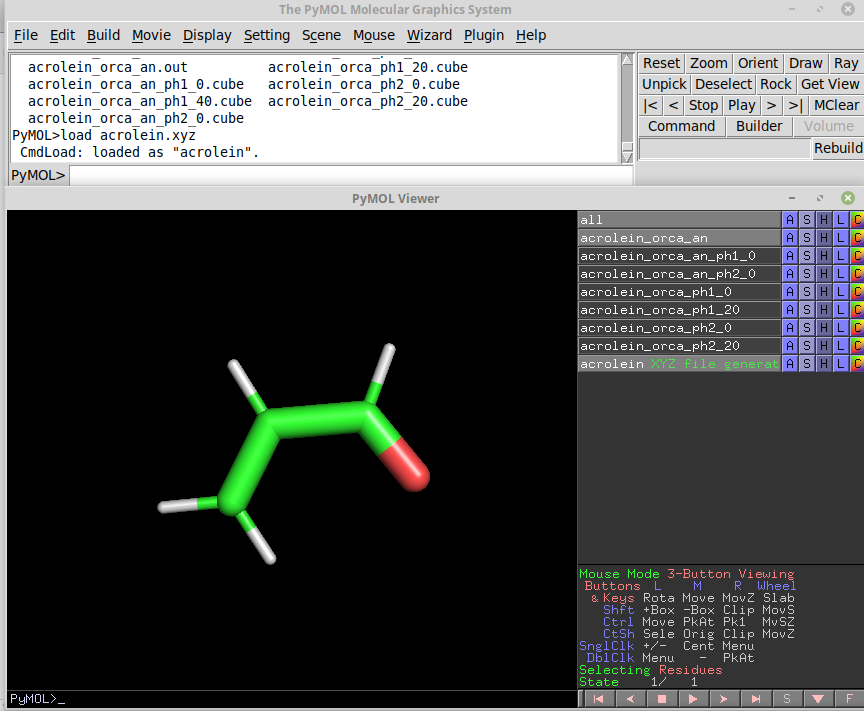 The PyMOL Molecular Graphics System
File Edit Build Movie Display Setting Scene Mouse Wizard Plugin Help
acrolein_orca_an.out acrolein_orca_ph1_20.cube
acrolein_orca_an_ph1_0.cube acrolein_orca_ph2_0.cube
acrolein_orca_an_ph1_40.cube acrolein_orca_ph2_20.cube
acrolein_orca_an_ph2_0.cube
PyMOL>load acrolein.xyz
CmdLoad: loaded as "acrolein".
PyMOL>
Reset Zoom Orient Draw Ray
Unpick Deselect Rock Get View
|< < Stop Play > >| MClear
Command Builder Volume
Rebuild
PyMOL Viewer
all A S H L C
acrolein_orca_an A S H L C
acrolein_orca_an_ph1_0 A S H L C
acrolein_orca_an_ph2_0 A S H L C
acrolein_orca_ph1_0 A S H L C
acrolein_orca_ph1_20 A S H L C
acrolein_orca_ph2_0 A S H L C
acrolein_orca_ph2_20 A S H L C
acrolein XYZ file generat A S H L C
Mouse Mode 3-Button Viewing
Buttons L M R Wheel
& Keys Rota Move MovZ Slab
Shft +Box -Box Clip MovS
Ctrl Move PkAt Pk1 MvSZ
CtSh Sele Orig Clip MovZ
SnglClk +/- Cent Menu
DblClk Menu - PkAt
Selecting Residues
State 1/ 1
PyMOL>_
S F